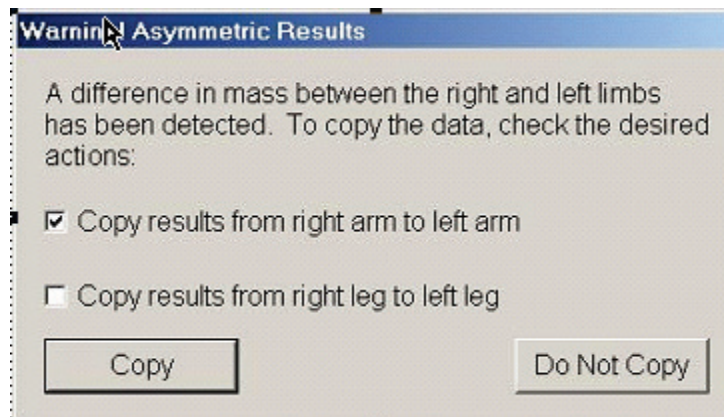 Warning! Asymmetric Results
A difference in mass between the right and left limbs
has been detected. To copy the data, check the desired
actions:
Copy results from right arm to left arm
Copy results from right leg to left leg
Copy
Do Not Copy